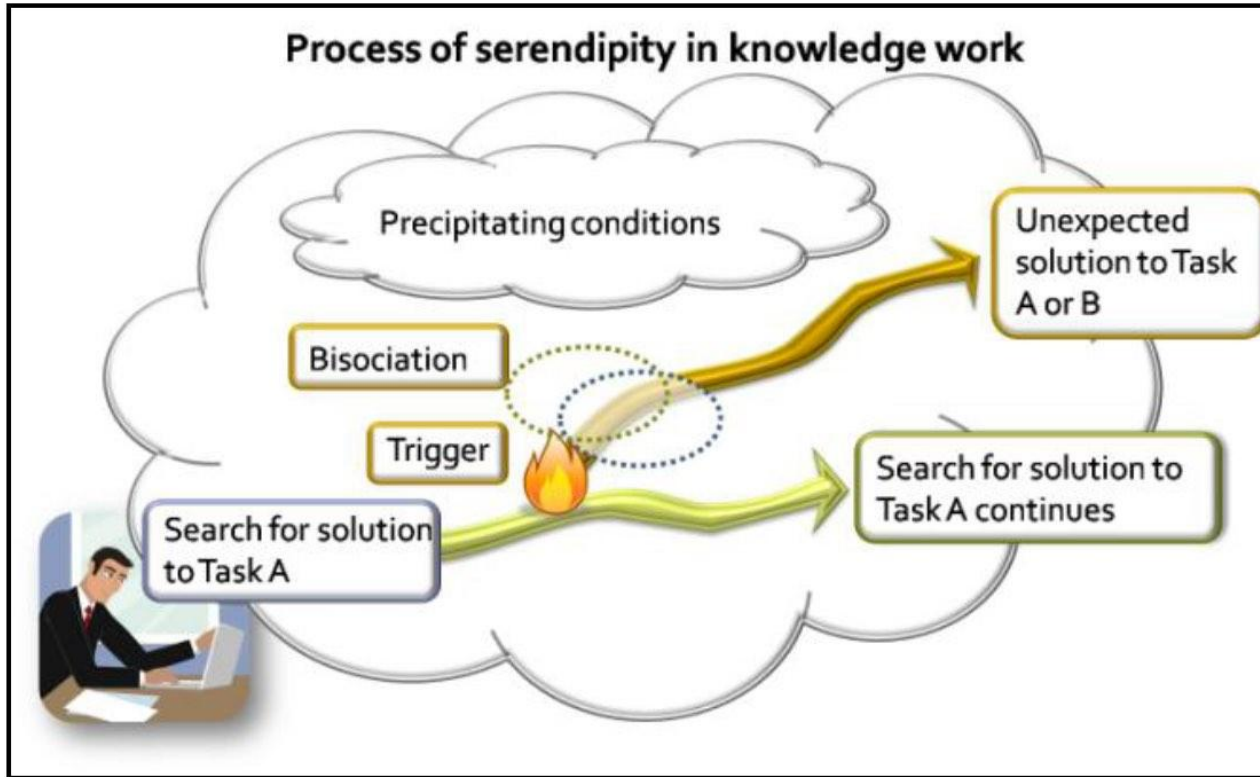 Process of serendipity in knowledge work
Precipitating conditions
Unexpected
solution to Task
A or B
Bisociation
Trigger
Search for solution to
Task A continues
Search for solution
to Task A